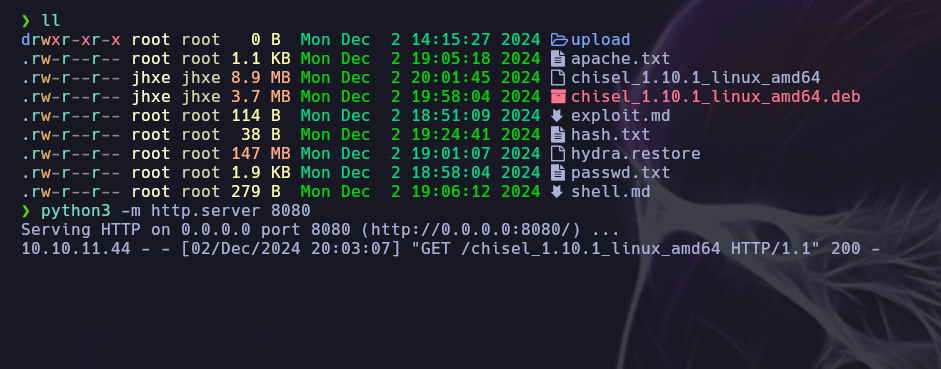 ❯ ll
drwxr-xr-x root root   0 B  Mon Dec  2 14:15:27 2024 upload
.rw-r--r-- root root 1.1 KB Mon Dec  2 19:05:18 2024 apache.txt
.rw-r--r-- jhxe jhxe 8.9 MB Mon Dec  2 20:01:45 2024 chisel_1.10.1_linux_amd64
.rw-r--r-- jhxe jhxe 3.7 MB Mon Dec  2 19:58:04 2024 chisel_1.10.1_linux_amd64.deb
.rw-r--r-- root root 114 B  Mon Dec  2 18:51:09 2024 exploit.md
.rw-r--r-- root root  38 B  Mon Dec  2 19:24:41 2024 hash.txt
.rw-r--r-- root root 147 MB Mon Dec  2 19:01:07 2024 hydra.restore
.rw-r--r-- root root 1.9 KB Mon Dec  2 18:58:04 2024 passwd.txt
.rw-r--r-- root root 279 B  Mon Dec  2 19:06:12 2024 shell.md
❯ python3 -m http.server 8080
Serving HTTP on 0.0.0.0 port 8080 (http://0.0.0.0:8080/) ...
10.10.11.44 - - [02/Dec/2024 20:03:07] "GET /chisel_1.10.1_linux_amd64 HTTP/1.1" 200 -